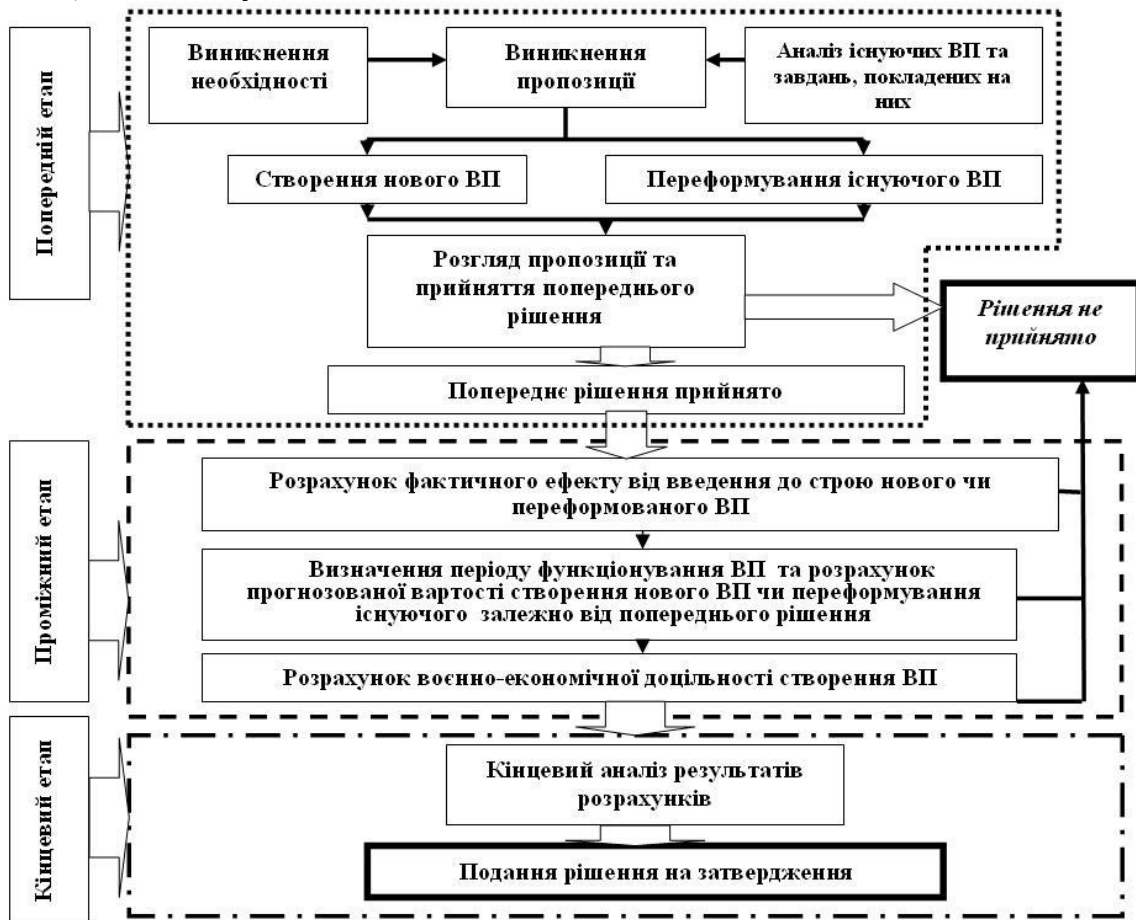 Попередній етап
Виникнення
необхідності
Виникнення
пропозиції
Аналіз існуючих ВП та
завдань, покладених на
них
Створення нового ВП
Переформування існуючого ВП
Розгляд пропозиції та
прийняття попереднього
рішення
Рішення не
прийнято
Попереднє рішення прийнято
Проміжний етап
Розрахунок фактичного ефекту від введення до строю нового чи
переформованого ВП
Визначення періоду функціонування ВП та розрахунок
прогнозованої вартості створення нового ВП чи переформування
існуючого залежно від попереднього рішення
Розрахунок воєнно-економічної доцільності створення ВП
Кінцевий етап
Кінцевий аналіз результатів
розрахунків
Подання рішення на затвердження